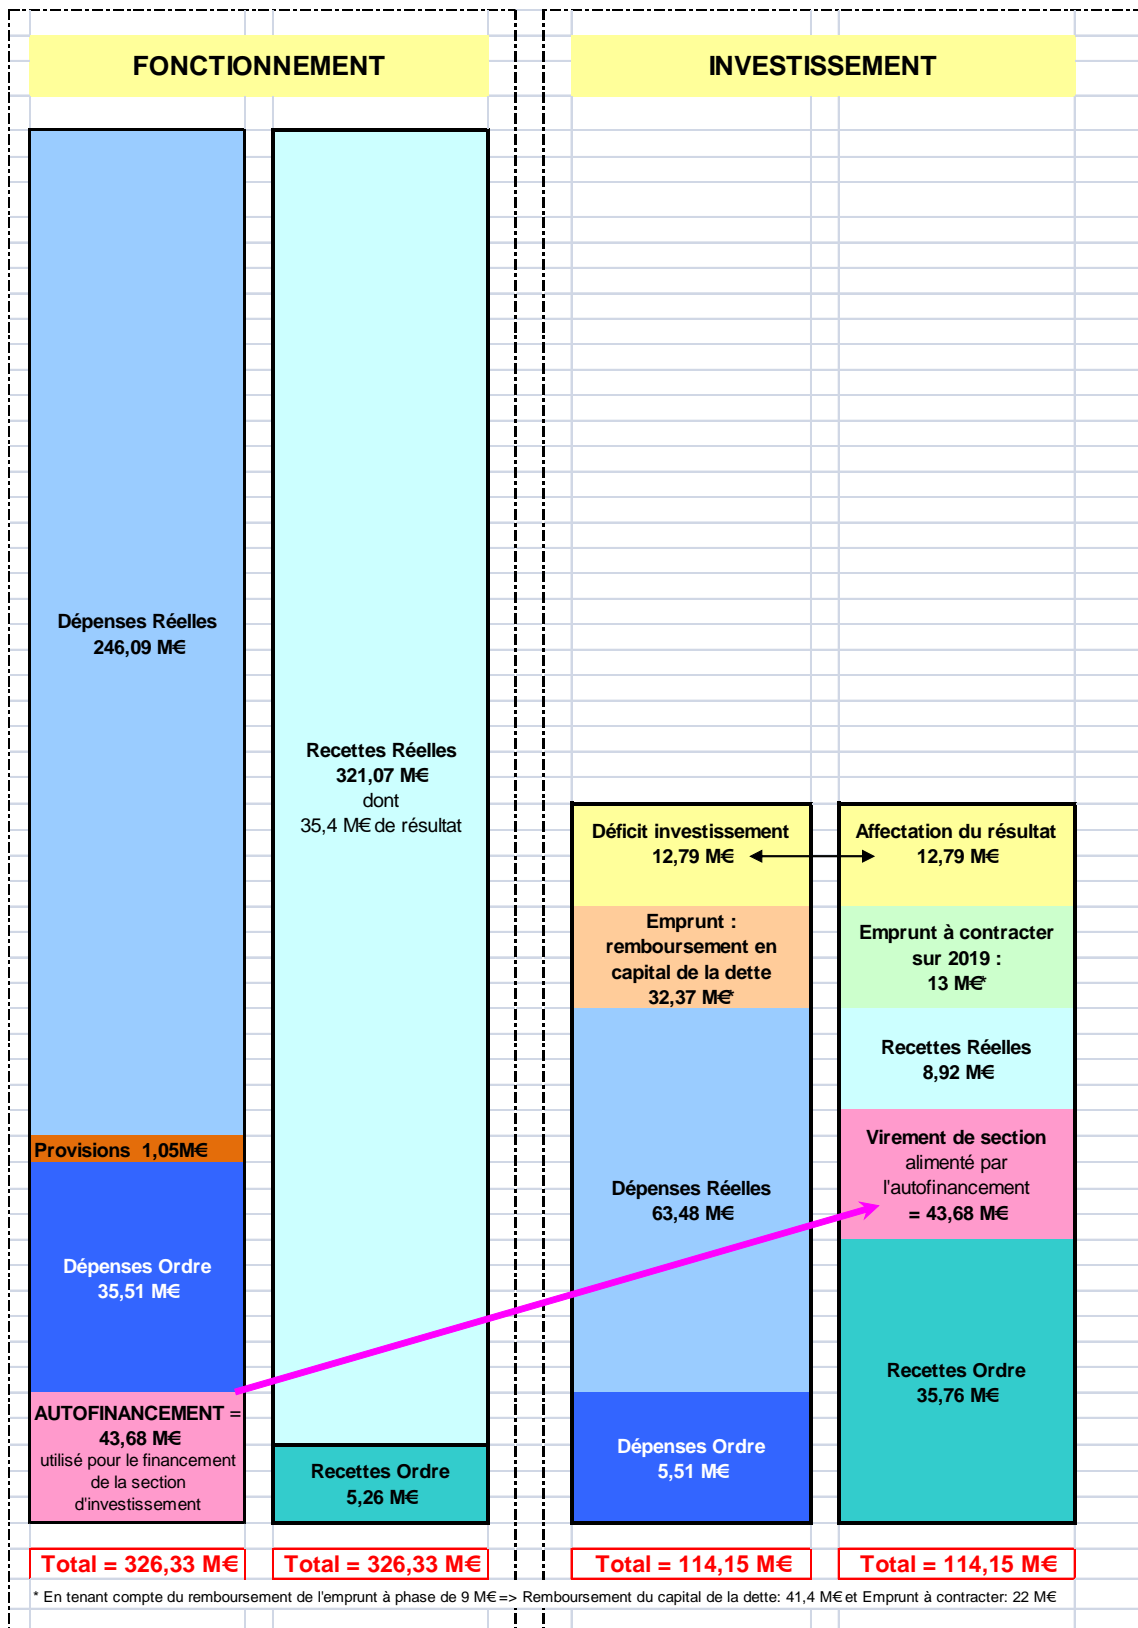 FONCTIONNEMENT
INVESTISSEMENT
Dépenses Réelles
246,09 M€
Provisions 1,05M€
Dépenses Ordre
35,51 M€
AUTOFINANCEMENT =
43,68 M€
utilisé pour le financement
de la section
d'investissement
Recettes Réelles
321,07 M€
dont
35,4 M€ de résultat
Recettes Ordre
5,26 M€
Déficit investissement
12,79 M€
Emprunt :
remboursement en
capital de la dette
32,37 M€*
Dépenses Réelles
63,48 M€
Dépenses Ordre
5,51 M€
Affectation du résultat
12,79 M€
Emprunt à contracter
sur 2019 :
13 M€*
Recettes Réelles
8,92 M€
Virement de section
alimenté par
l'autofinancement
= 43,68 M€
Recettes Ordre
35,76 M€
Total = 326,33 M€
Total = 326,33 M€
Total = 114,15 M€
Total = 114,15 M€
* En tenant compte du remboursement de l'emprunt à phase de 9 M€ => Remboursement du capital de la dette: 41,4 M€ et Emprunt à contracter: 22 M€